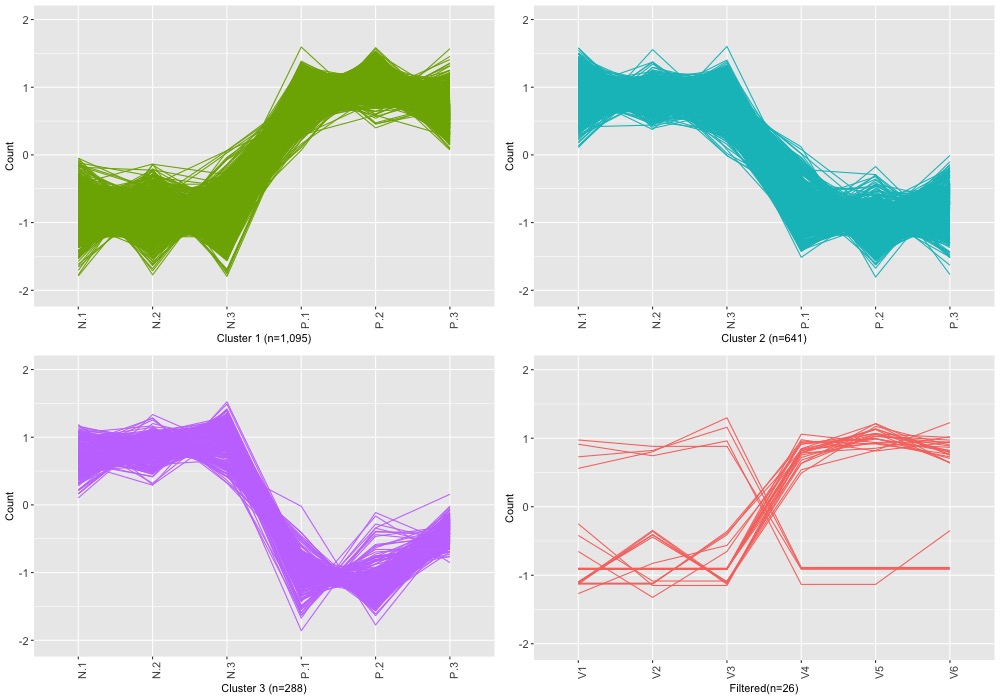 2
1
0
-1
-2
Count
N.1
N.2
N.3
P.1
P.2
P.3
Cluster 1 (n=1,095)
2
1
0
-1
-2
Count
N.1
N.2
N.3
P.1
P.2
P.3
Cluster 2 (n=641)
2
1
0
-1
-2
Count
N.1
N.2
N.3
P.1
P.2
P.3
Cluster 3 (n=288)
2
1
0
-1
-2
Count
V1
V2
V3
V4
V5
V6
Filtered(n=26)